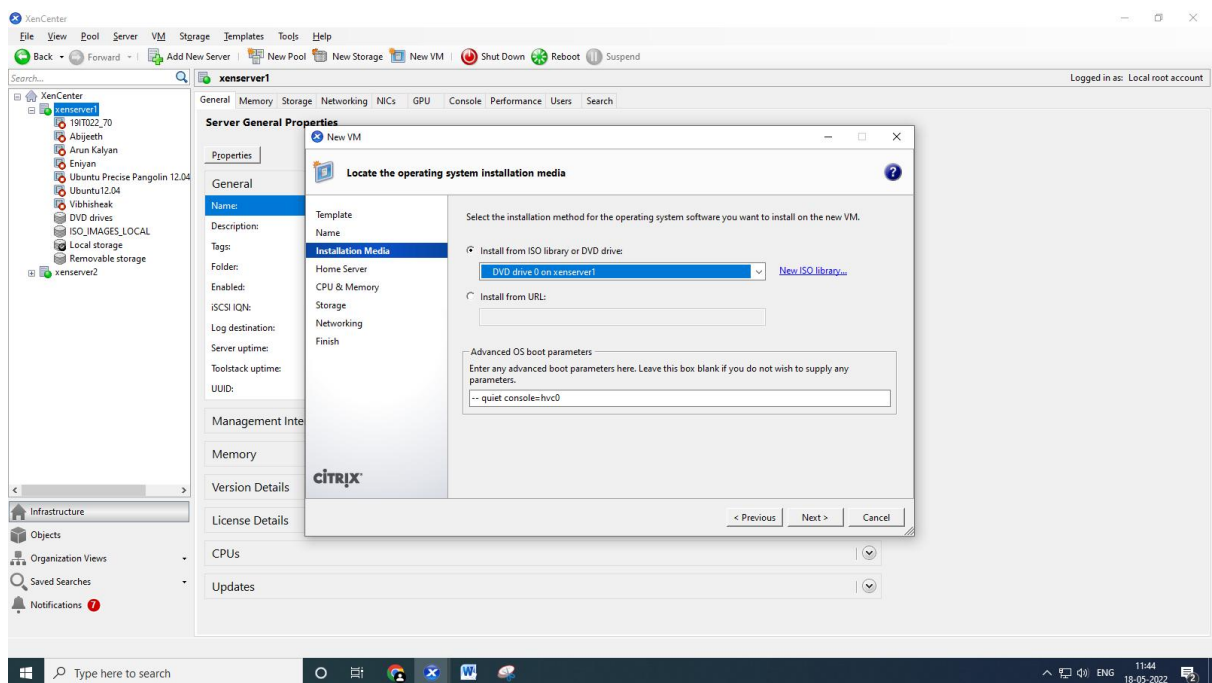 XenCenter
File View Pool Server VM Storage Templates Tools Help
Back Forward Add New Server New Pool New Storage New VM Shut Down Reboot Suspend
Search...
xenserver1
Logged in as: Local root account
XenCenter
xenserver1
19IT022_70
Abijeeth
Arun Kalyan
Eniyan
Ubuntu Precise Pangolin 12.04
Ubuntu12.04
Vibhisheak
DVD drives
ISO_IMAGES_LOCAL
Local storage
Removable storage
xenserver2
General Memory Storage Networking NICs GPU Console Performance Users Search
Server General Properties
Properties
General
Name:
Description:
Tags:
Folder:
Enabled:
iSCSI IQN:
Log destination:
Server uptime:
Toolstack uptime:
UUID:
Management Inte
Memory
Version Details
License Details
CPUs
Updates
New VM
Locate the operating system installation media
?
Template
Name
Installation Media
Home Server
CPU & Memory
Storage
Networking
Finish
CITRIX
Select the installation method for the operating system software you want to install on the new VM.
Install from ISO library or DVD drive:
DVD drive 0 on xenserver1
New ISO library...
Install from URL:
Advanced OS boot parameters
Enter any advanced boot parameters here. Leave this box blank if you do not wish to supply any
parameters.
-- quiet console=hvc0
< Previous Next > Cancel
Infrastructure
Objects
Organization Views
Saved Searches
Notifications 7
Type here to search
ENG
11:44
18-05-2022
2